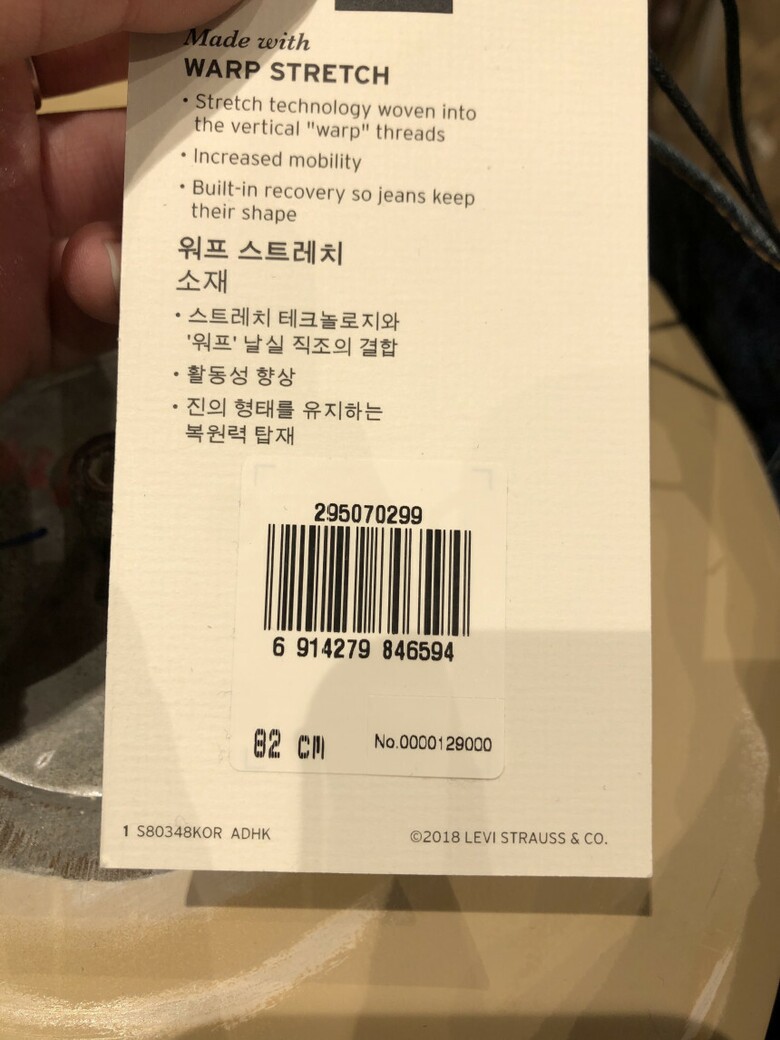 Made with
WARP STRETCH
• Stretch technology woven into
the vertical "warp" threads
• Increased mobility
• Built-in recovery so jeans keep
their shape
워프 스트레치
소재
• 스트레치 테크놀로지와
'워프' 날실 직조의 결합
• 활동성 향상
• 진의 형태를 유지하는
복원력 탑재
295070299
6 914279 846594
82 CM No.0000129000
1 S80348KOR ADHK ©2018 LEVI STRAUSS & CO.